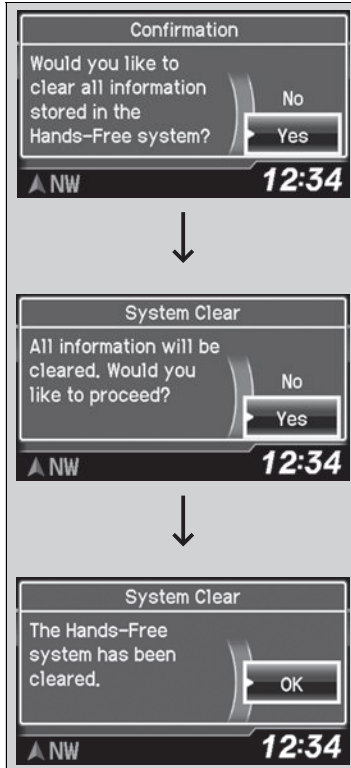 Confirmation
Would you like to
clear all information
stored in the
Hands-Free system?
No
Yes
NW
12:34
System Clear
All information will be
cleared. Would you
like to proceed?
No
Yes
NW
12:34
System Clear
The Hands-Free
system has been
cleared.
OK
NW
12:34